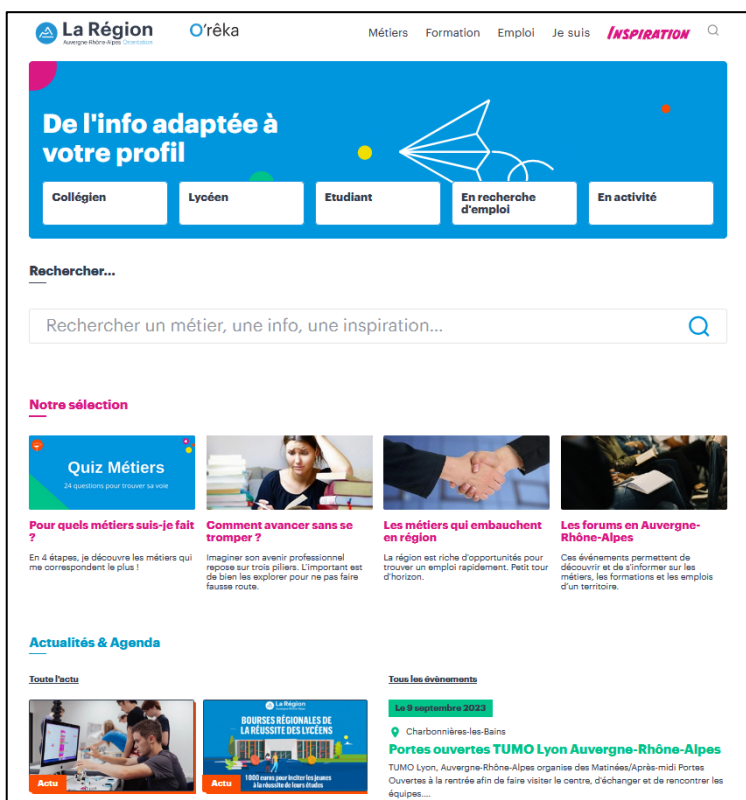 La Région
Auvergne-Rhône-Alpes Orientation
O'rêka
Métiers Formation Emploi Je suis INSPIRATION
De l'info adaptée à
votre profil
Collégien
Lycéen
Etudiant
En recherche
d'emploi
En activité
Rechercher...
Rechercher un métier, une info, une inspiration...
Notre sélection
Quiz Métiers
24 questions pour trouver sa voie
Pour quels métiers suis-je fait
?
En 4 étapes, je découvre les métiers qui
me correspondent le plus !
Comment avancer sans se
tromper ?
Imaginer son avenir professionnel
repose sur trois piliers. L'important est
de bien les explorer pour ne pas faire
fausse route.
Les métiers qui embauchent
en région
La région est riche d'opportunités pour
trouver un emploi rapidement. Petit tour
d'horizon.
Les forums en Auvergne-
Rhône-Alpes
Ces événements permettent de
découvrir et de s'informer sur les
métiers, les formations et les emplois
d'un territoire.
Actualités & Agenda
Toute l'actu
Actu
La Région
BOURSES RÉGIONALES DE
LA RÉUSSITE DES LYCÉENS
1000 euros pour inciter les jeunes
à la réussite de leurs études
Actu
Tous les évènements
Le 9 septembre 2023
Charbonnières-les-Bains
Portes ouvertes TUMO Lyon Auvergne-Rhône-Alpes
TUMO Lyon, Auvergne-Rhône-Alpes organise des Matinées/Après-midi Portes
Ouvertes à la rentrée afin de faire visiter le centre, d'échanger et de rencontrer les
équipes....